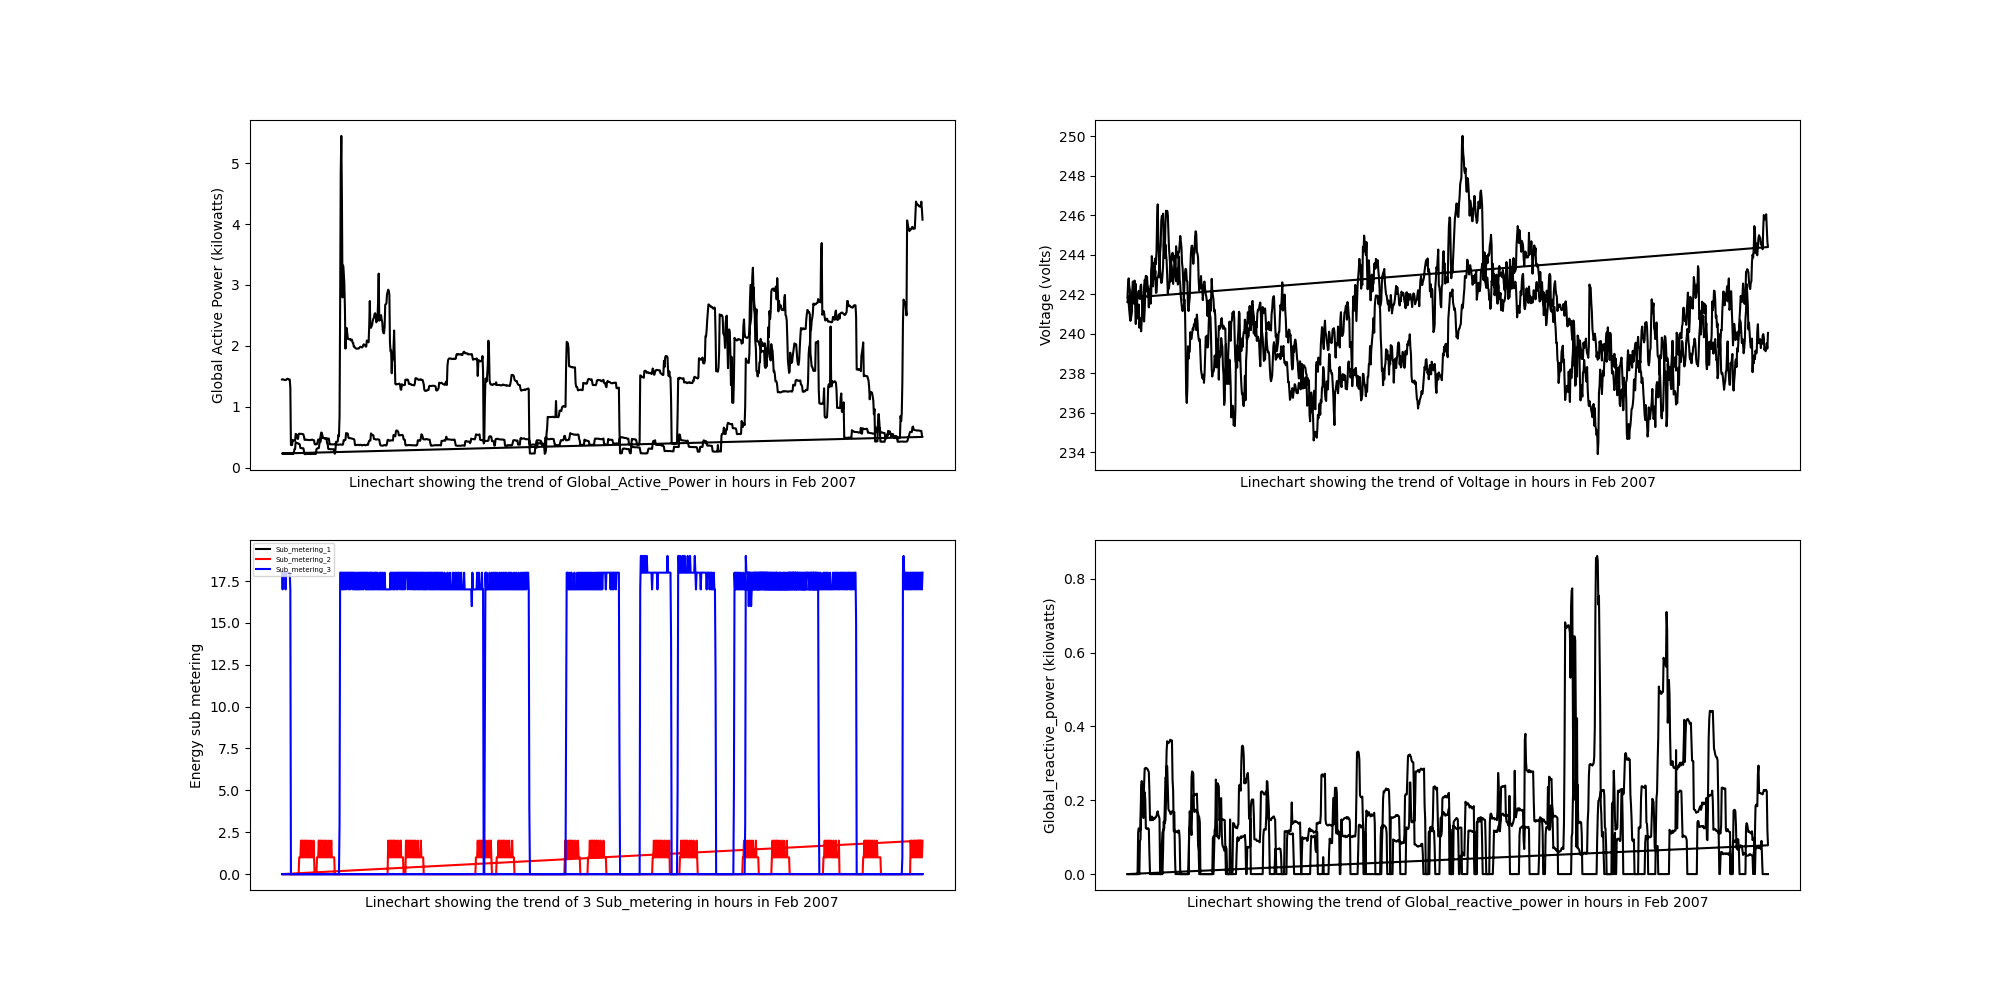 5
4
3
2
1
0
Global Active Power (kilowatts)
Linechart showing the trend of Global_Active_Power in hours in Feb 2007
250
248
246
244
242
240
238
236
234
Voltage (volts)
Linechart showing the trend of Voltage in hours in Feb 2007
Sub_metering_1
Sub_metering_2
Sub_metering_3
17.5
15.0
12.5
10.0
7.5
5.0
2.5
0.0
Energy sub metering
Linechart showing the trend of 3 Sub_metering in hours in Feb 2007
0.8
0.6
0.4
0.2
0.0
Global_reactive_power (kilowatts)
Linechart showing the trend of Global_reactive_power in hours in Feb 2007